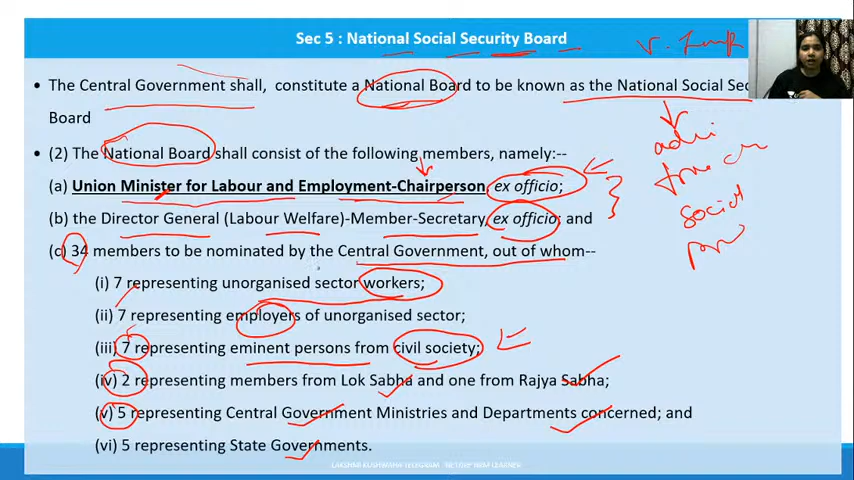 Sec 5 : National Social Security Board
v. Imp
• The Central Government shall, constitute a National Board to be known as the National Social Sec
Board
• (2) The National Board shall consist of the following members, namely:--
(a) Union Minister for Labour and Employment-Chairperson, ex officio;
(b) the Director General (Labour Welfare)-Member-Secretary, ex officio; and
(c) 34 members to be nominated by the Central Government, out of whom--
(i) 7 representing unorganised sector workers;
(ii) 7 representing employers of unorganised sector;
(iii) 7 representing eminent persons from civil society;
(iv) 2 representing members from Lok Sabha and one from Rajya Sabha;
(v) 5 representing Central Government Ministries and Departments concerned; and
(vi) 5 representing State Governments.
social